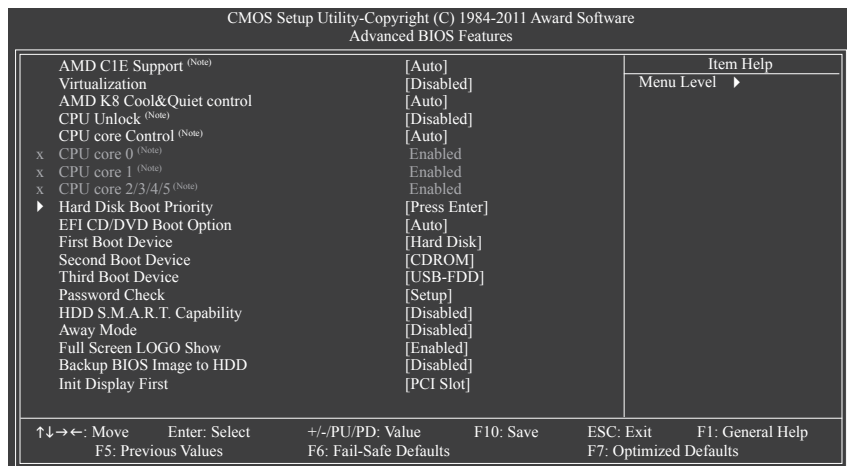 CMOS Setup Utility-Copyright (C) 1984-2011 Award Software
Advanced BIOS Features
AMD C1E Support (Note) [Auto] Item Help
Virtualization [Disabled] Menu Level ▶
AMD K8 Cool&Quiet control [Auto]
CPU Unlock (Note) [Disabled]
CPU core Control (Note) [Auto]
x CPU core 0 (Note) Enabled
x CPU core 1 (Note) Enabled
x CPU core 2/3/4/5 (Note) Enabled
▶ Hard Disk Boot Priority [Press Enter]
EFI CD/DVD Boot Option [Auto]
First Boot Device [Hard Disk]
Second Boot Device [CDROM]
Third Boot Device [USB-FDD]
Password Check [Setup]
HDD S.M.A.R.T. Capability [Disabled]
Away Mode [Disabled]
Full Screen LOGO Show [Enabled]
Backup BIOS Image to HDD [Disabled]
Init Display First [PCI Slot]
↑↓→←: Move Enter: Select +/-/PU/PD: Value F10: Save ESC: Exit F1: General Help
F5: Previous Values F6: Fail-Safe Defaults F7: Optimized Defaults